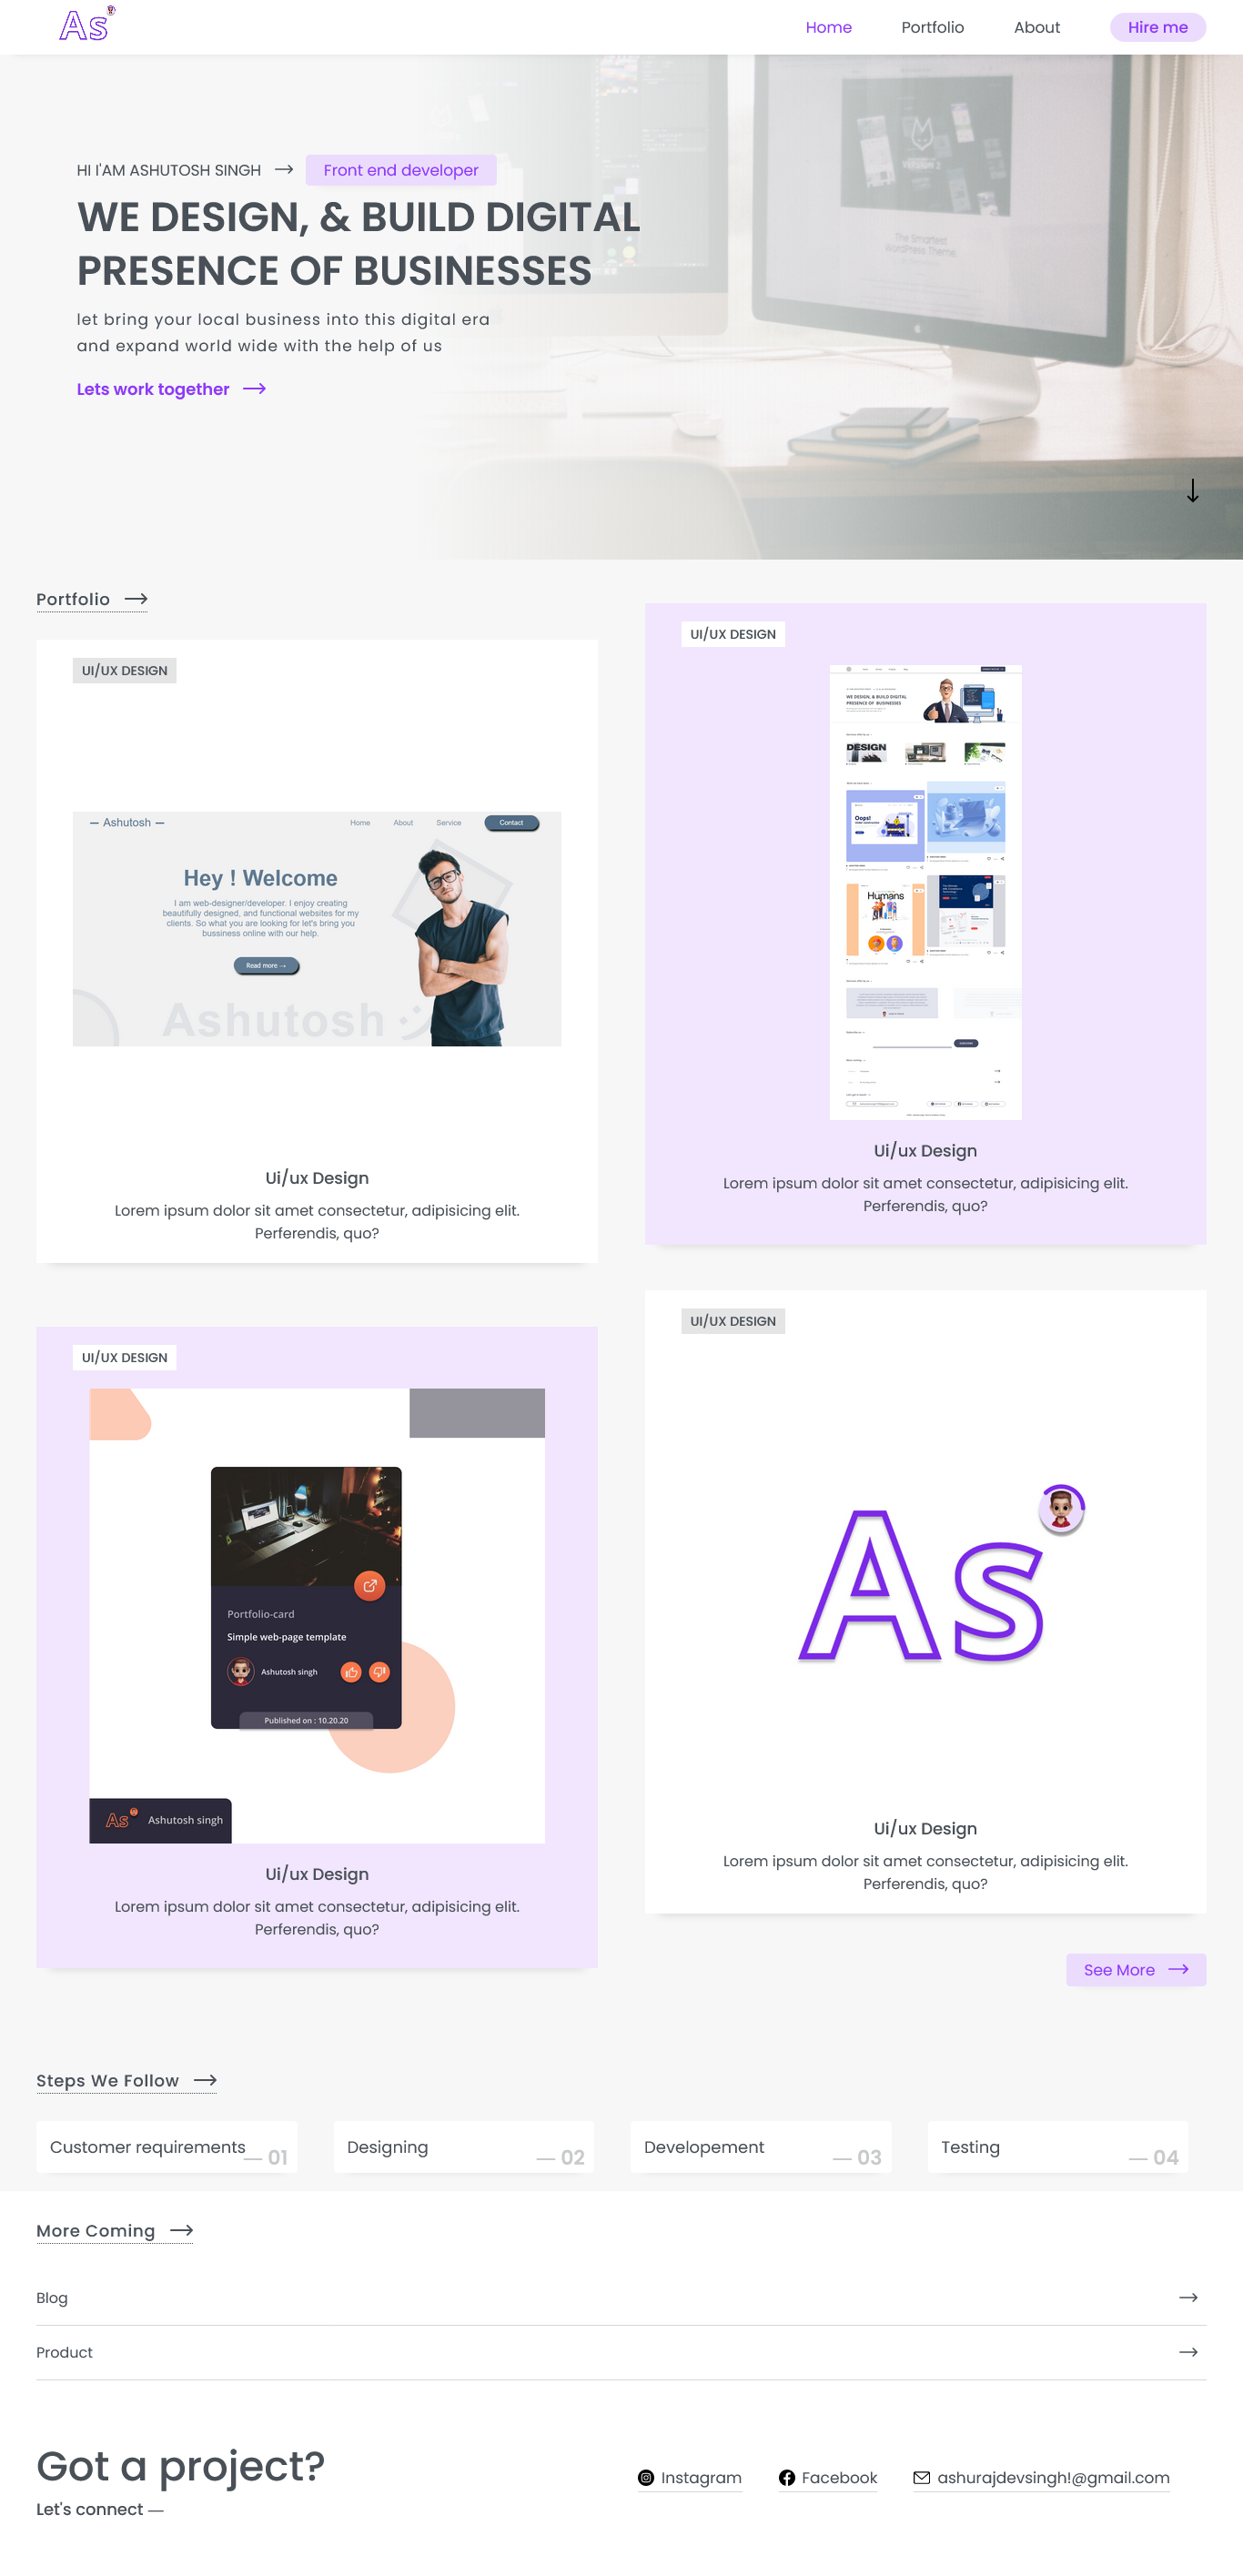 As
Home
Portfolio
About
Hire me
HI I'AM ASHUTOSH SINGH
Front end developer
WE DESIGN, & BUILD DIGITAL
PRESENCE OF BUSINESSES
let bring your local business into this digital era
and expand world wide with the help of us
Lets work together
Portfolio
UI/UX DESIGN
— Ashutosh —
Home
About
Service
Contact
Hey ! Welcome
I am web-designer/developer. I enjoy creating
beautifully designed, and functional websites for my
clients. So what you are looking for let's bring you
bussiness online with our help.
Read more →
Ashutosh
Ui/ux Design
Lorem ipsum dolor sit amet consectetur, adipisicing elit.
Perferendis, quo?
UI/UX DESIGN
WE DESIGN, & BUILD DIGITAL
PRESENCE OF BUSINESSES
DESIGN
Oops!
Humans
Ui/ux Design
Lorem ipsum dolor sit amet consectetur, adipisicing elit.
Perferendis, quo?
UI/UX DESIGN
Portfolio-card
Simple web-page template
Ashutosh singh
Published on : 10.20.20
As
Ashutosh singh
Ui/ux Design
Lorem ipsum dolor sit amet consectetur, adipisicing elit.
Perferendis, quo?
UI/UX DESIGN
As
Ui/ux Design
Lorem ipsum dolor sit amet consectetur, adipisicing elit.
Perferendis, quo?
See More
Steps We Follow
Customer requirements
— 01
Designing
— 02
Developement
— 03
Testing
— 04
More Coming
Blog
Product
Got a project?
Let's connect —
Instagram
Facebook
ashurajdevsingh!@gmail.com